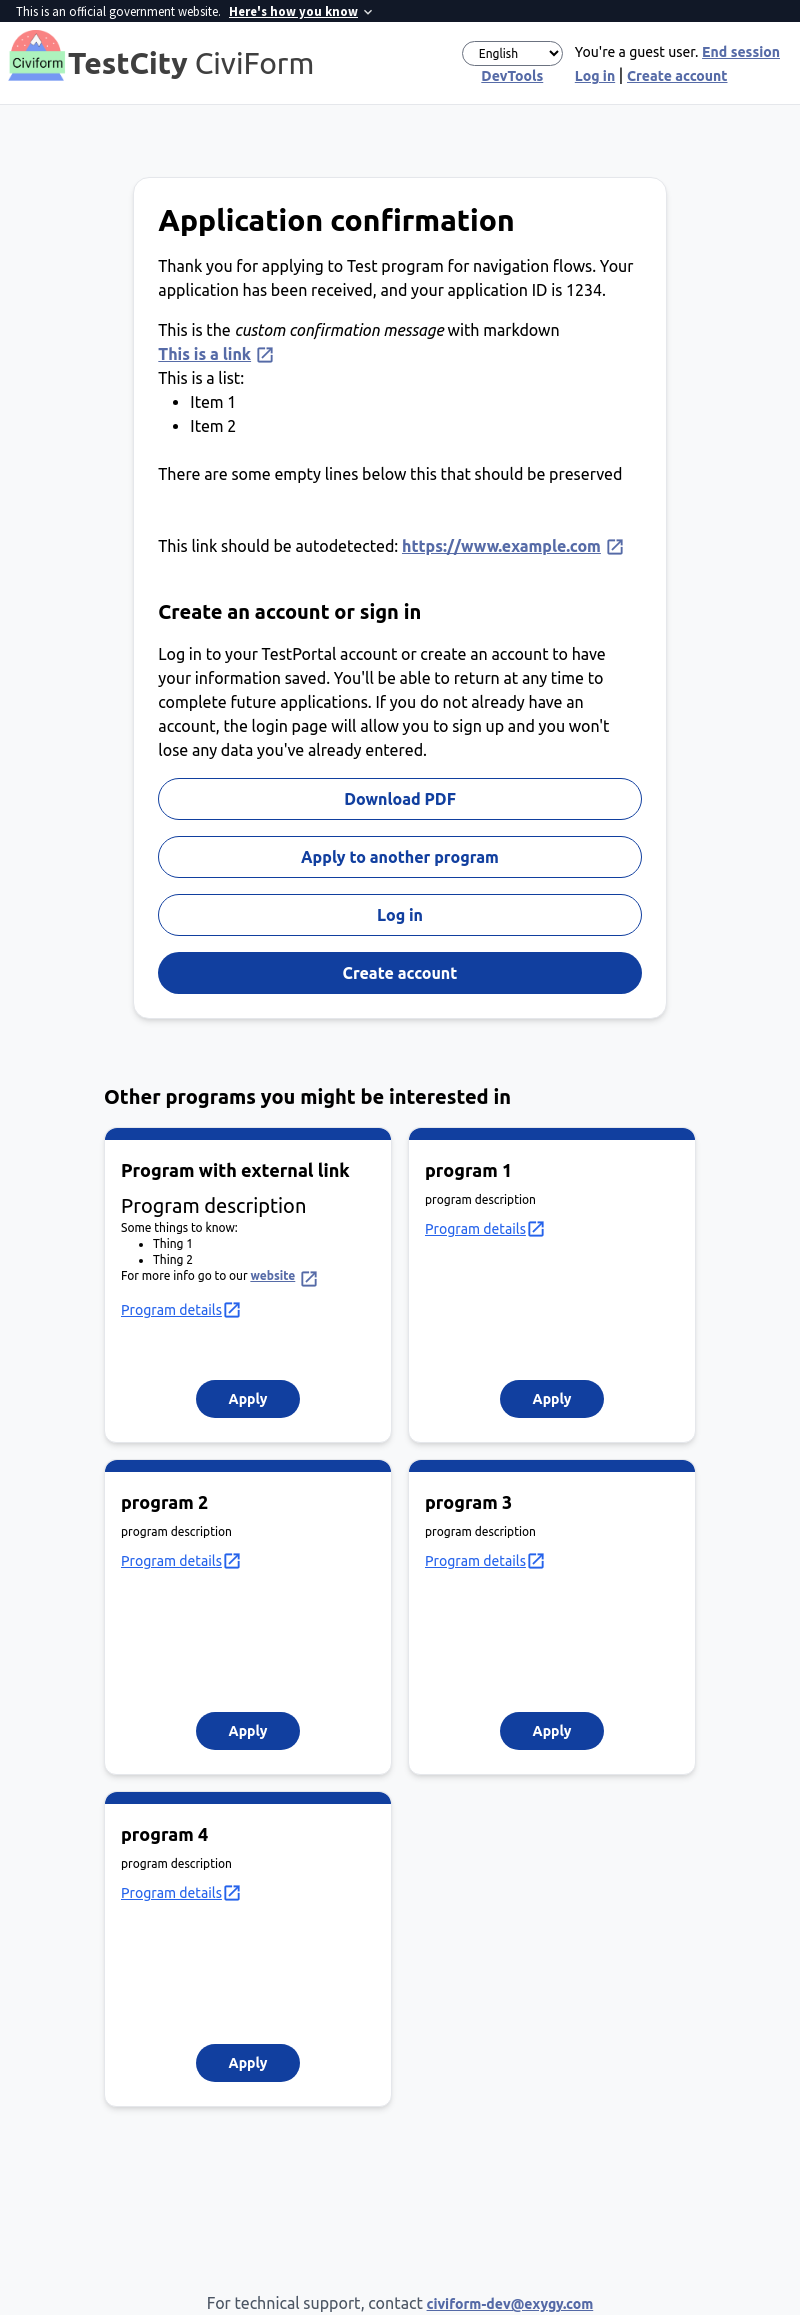 This is an official government website. Here's how you know
Civiform
TestCity CiviForm
English
You're a guest user. End session
DevTools
Log in | Create account
Application confirmation
Thank you for applying to Test program for navigation flows. Your
application has been received, and your application ID is 1234.
This is the custom confirmation message with markdown
This is a link
This is a list:
• Item 1
• Item 2
There are some empty lines below this that should be preserved
This link should be autodetected: https://www.example.com
Create an account or sign in
Log in to your TestPortal account or create an account to have
your information saved. You'll be able to return at any time to
complete future applications. If you do not already have an
account, the login page will allow you to sign up and you won't
lose any data you've already entered.
Download PDF
Apply to another program
Log in
Create account
Other programs you might be interested in
Program with external link
Program description
Some things to know:
• Thing 1
• Thing 2
For more info go to our website
Program details
Apply
program 1
program description
Program details
Apply
program 2
program description
Program details
Apply
program 3
program description
Program details
Apply
program 4
program description
Program details
Apply
For technical support, contact civiform-dev@exygy.com